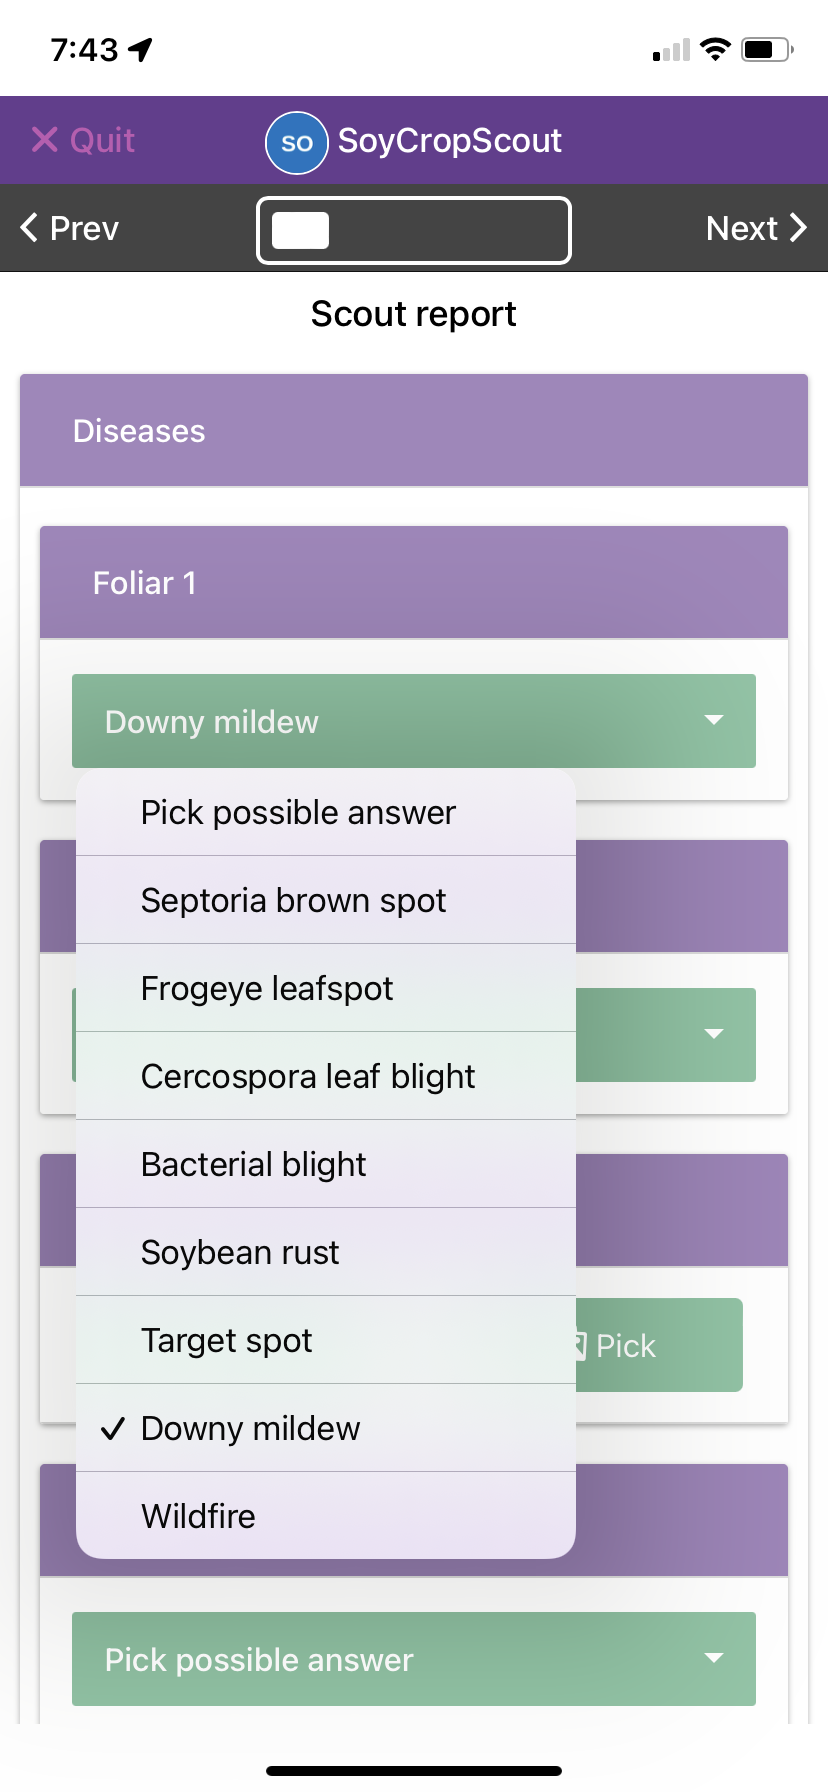 7:43
Quit
SO SoyCropScout
Prev
Next
Scout report
Diseases
Foliar 1
Downy mildew
Pick possible answer
Septoria brown spot
Frogeye leafspot
Cercospora leaf blight
Bacterial blight
Soybean rust
Target spot
Pick
Downy mildew
Wildfire
Pick possible answer